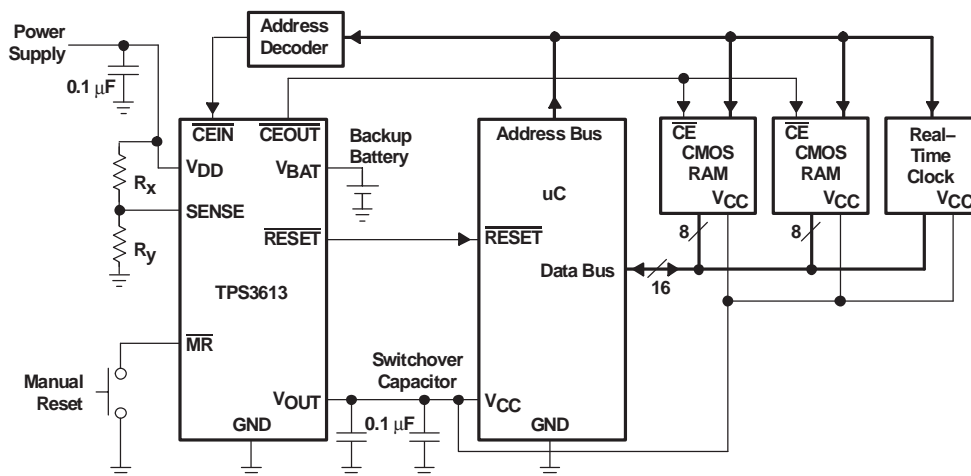 Power
Supply
0.1 μF
Address
Decoder
CEIN
CEOUT
VDD
VBAT
Backup
Battery
Rx
SENSE
Ry
RESET
TPS3613
MR
Manual
Reset
VOUT
GND
Switchover
Capacitor
0.1 μF
Address Bus
uC
RESET
Data Bus
16
VCC
GND
CE
CMOS
RAM
VCC
8
CE
CMOS
RAM
VCC
8
Real–
Time
Clock
VCC